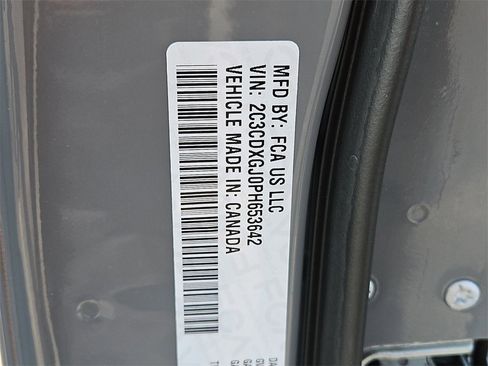 MFD BY: FCA US LLC
VIN: 2C3CDXGJ0PH653642
VEHICLE MADE IN: CANADA